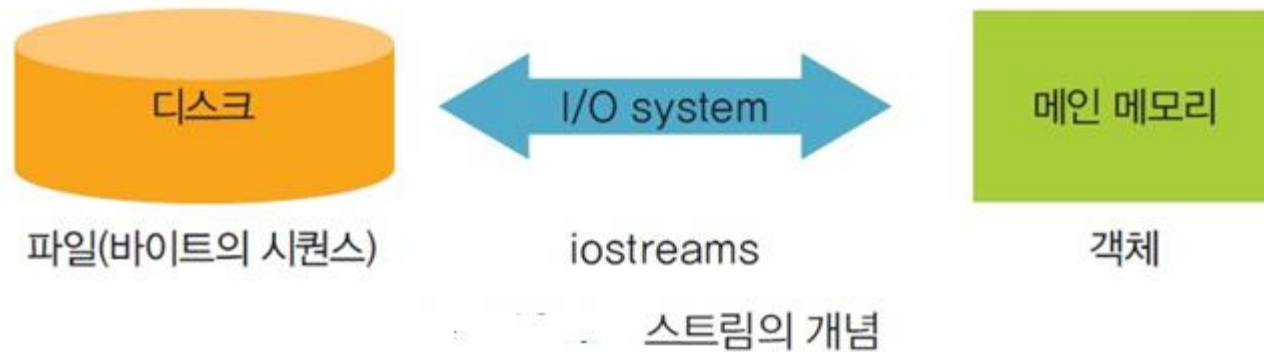 디스크 I/O system 메인 메모리
파일(바이트의 시퀀스) iostreams 객체
스트림의 개념